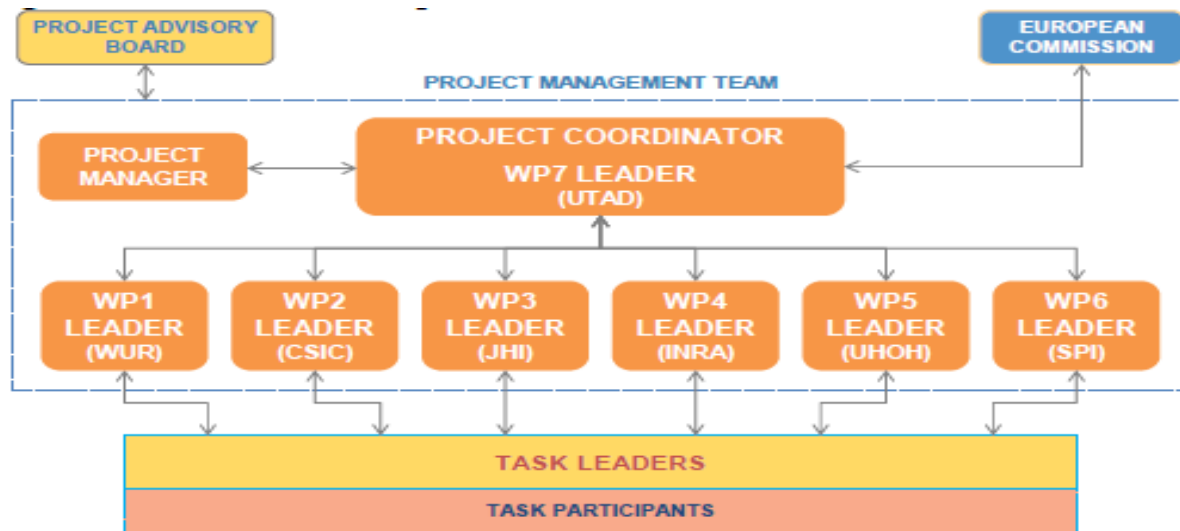 PROJECT ADVISORY
BOARD
EUROPEAN
COMMISSION
PROJECT MANAGEMENT TEAM
PROJECT
MANAGER
PROJECT COORDINATOR
WP7 LEADER
(UTAD)
WP1
LEADER
(WUR)
WP2
LEADER
(CSIC)
WP3
LEADER
(JHI)
WP4
LEADER
(INRA)
WP5
LEADER
(UHOH)
WP6
LEADER
(SPI)
TASK LEADERS
TASK PARTICIPANTS